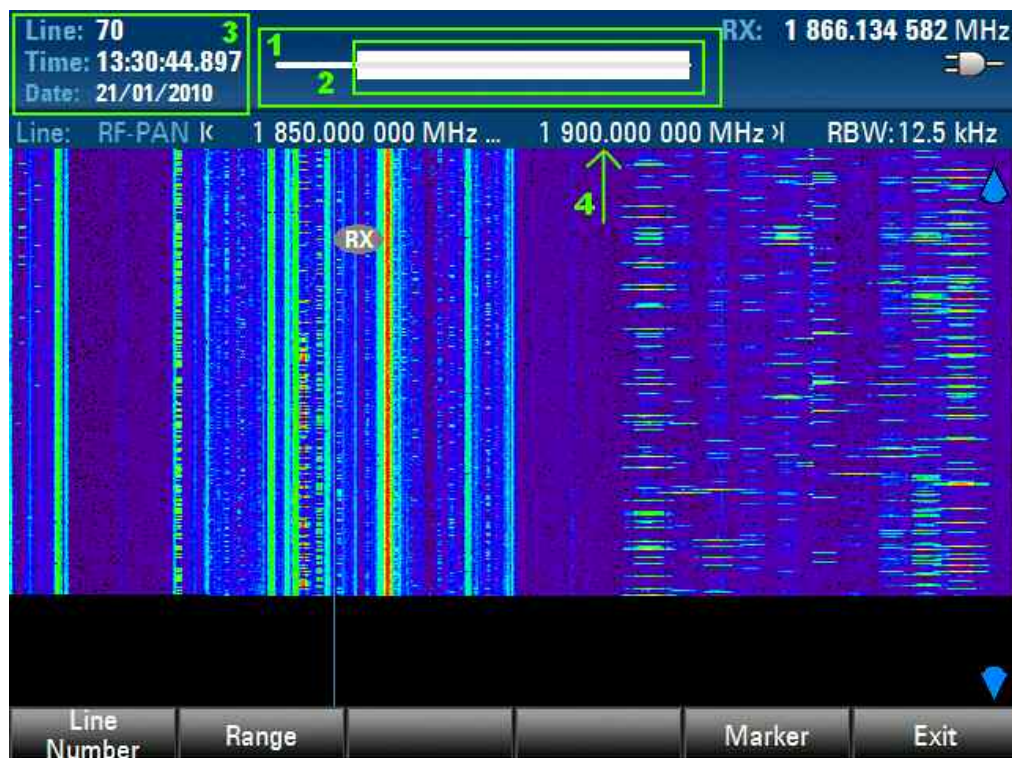 Line: 70 3
Time: 13:30:44.897
Date: 21/01/2010
1
2
RX: 1 866.134 582 MHz
Line: RF-PAN 1 850.000 000 MHz ... 1 900.000 000 MHz RBW: 12.5 kHz
4
RX
Line Number
Range
Marker
Exit